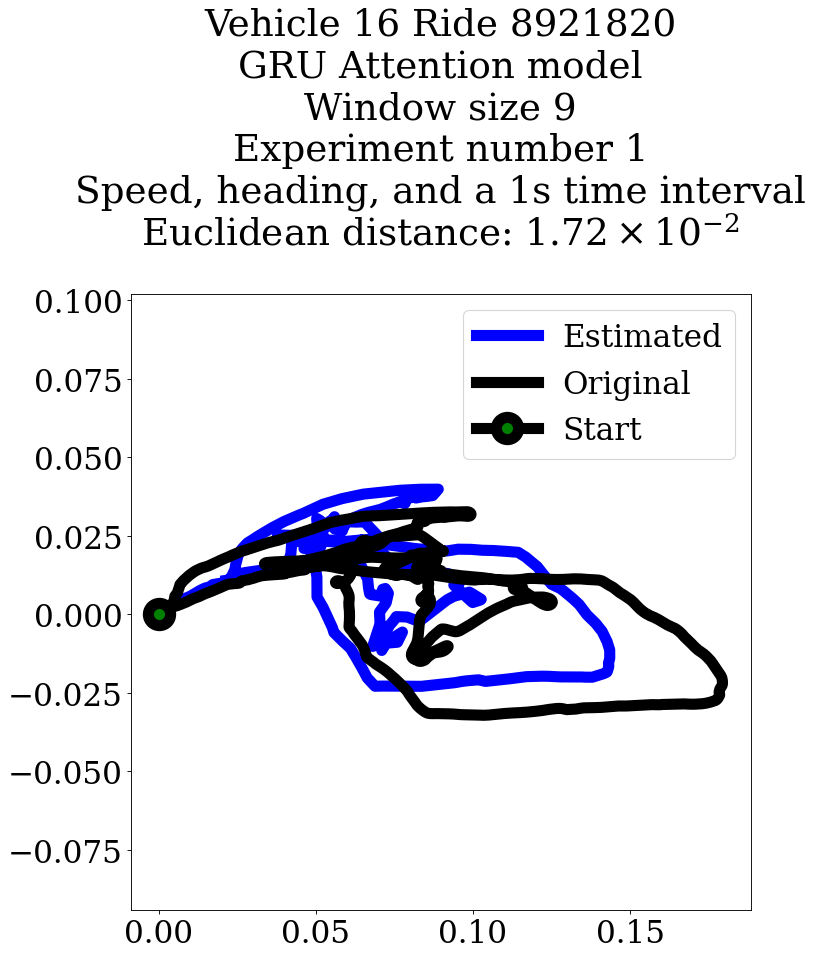 Vehicle 16 Ride 8921820
GRU Attention model
Window size 9
Experiment number 1
Speed, heading, and a 1s time interval
Euclidean distance: 1.72 × 10⁻²
0.100
0.075
0.050
0.025
0.000
−0.025
−0.050
−0.075
Estimated
Original
Start
0.00 0.05 0.10 0.15